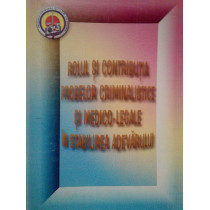 ROLUL ȘI CONTRIBUȚIA
PROBELOR CRIMINALISTICE
ȘI MEDICO-LEGALE
ÎN STABILIREA ADEVĂRULUI